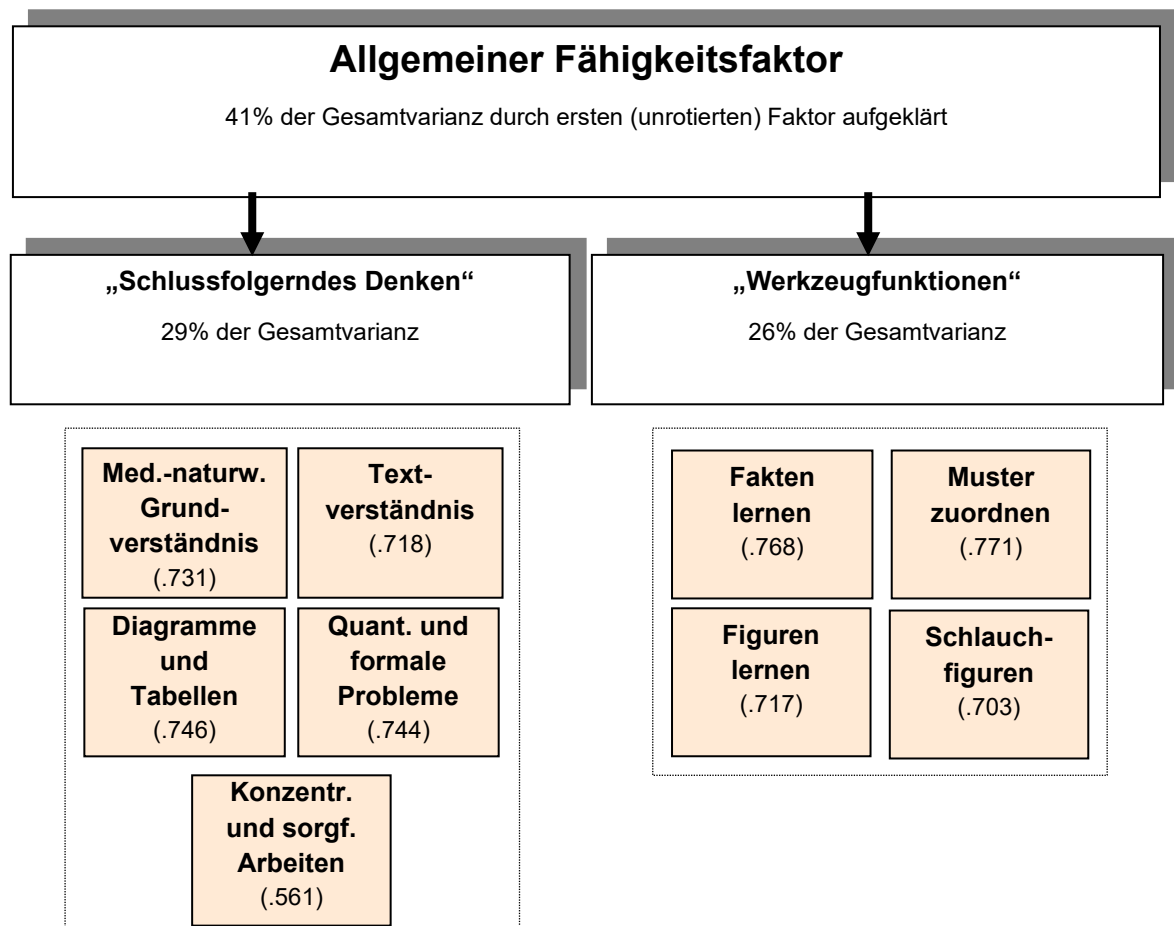 Allgemeiner Fähigkeitsfaktor
41% der Gesamtvarianz durch ersten (unrotierten) Faktor aufgeklärt
„Schlussfolgerndes Denken“
29% der Gesamtvarianz
„Werkzeugfunktionen“
26% der Gesamtvarianz
Med.-naturw.
Grund-
verständnis
(.731)
Text-
verständnis
(.718)
Diagramme
und
Tabellen
(.746)
Quant. und
formale
Probleme
(.744)
Konzentr.
und sorgf.
Arbeiten
(.561)
Fakten
lernen
(.768)
Muster
zuordnen
(.771)
Figuren
lernen
(.717)
Schlauch-
figuren
(.703)